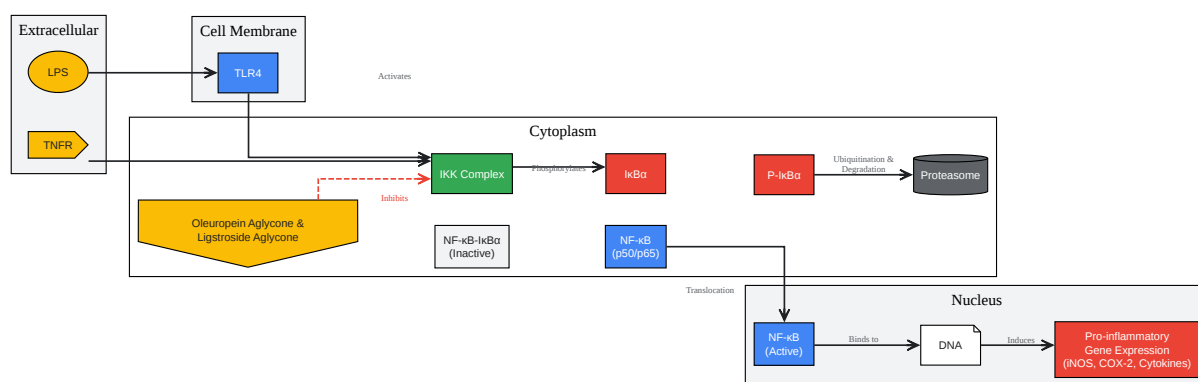 Extracellular
LPS
TNFR
Cell Membrane
TLR4
Activates
Cytoplasm
IKK Complex
Phosphorylates
IκBα
P-IκBα
Ubiquitination &
Degradation
Proteasome
Inhibits
Oleuropein Aglycone &
Ligstroside Aglycone
NF-κB-IκBα
(Inactive)
NF-κB
(p50/p65)
Translocation
Nucleus
NF-κB
(Active)
Binds to
DNA
Induces
Pro-inflammatory
Gene Expression
(iNOS, COX-2, Cytokines)